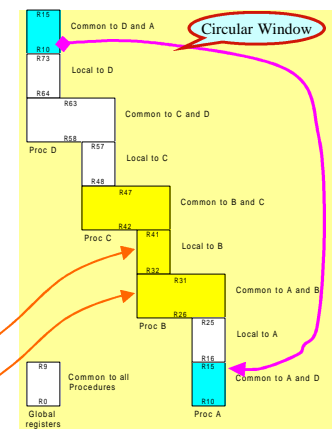 R15
Common to D and A
Circular Window
R10
R73
Local to D
R64
R63
Common to C and D
R58
Proc D
R57
Local to C
R48
R47
Common to B and C
R42
Proc C
R41
Local to B
R32
R31
Common to A and B
R26
Proc B
R25
Local to A
R16
R9
R15
Common to all
Procedures
Common to A and D
R0
R10
Global
registers
Proc A